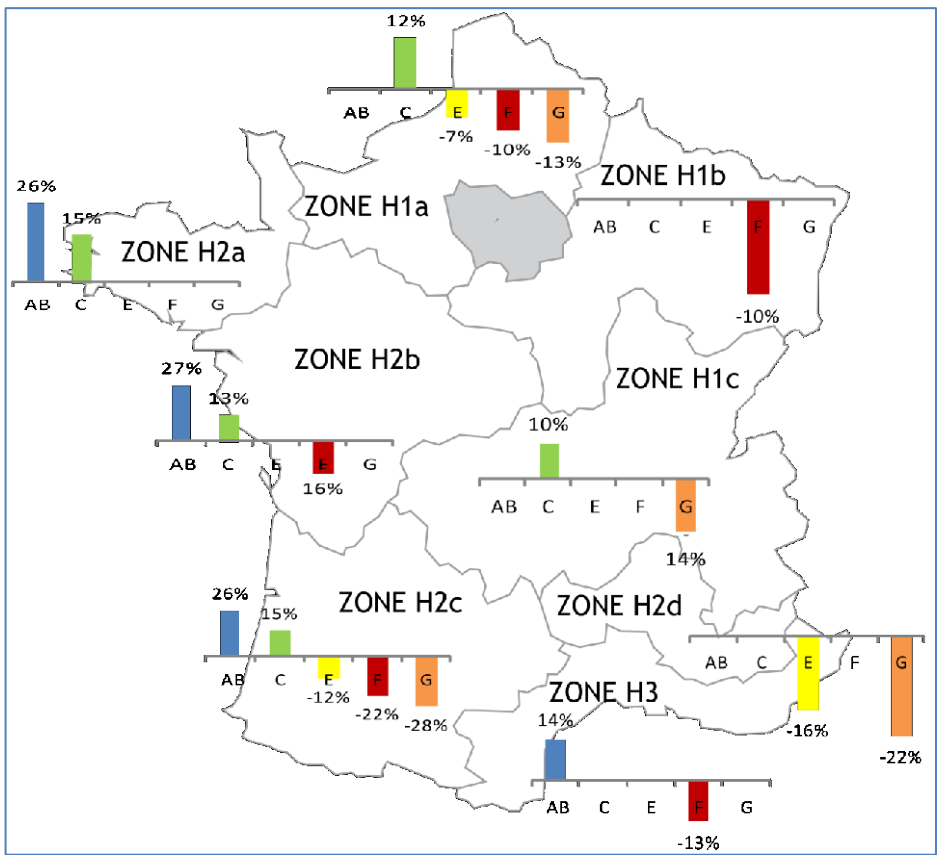 12%
AB C E F G
-7%
-10%
-13%
ZONE H1b
AB C E F G
-10%
ZONE H1a
26%
15%
ZONE H2a
AB C E F G
ZONE H2b
27%
13%
AB C E E G
16%
ZONE H1c
10%
AB C E F G
14%
ZONE H2c
26%
15%
AB C E F G
-12%
-22%
-28%
ZONE H2d
AB C E F G
-16%
-22%
ZONE H3
14%
AB C E F G
-13%